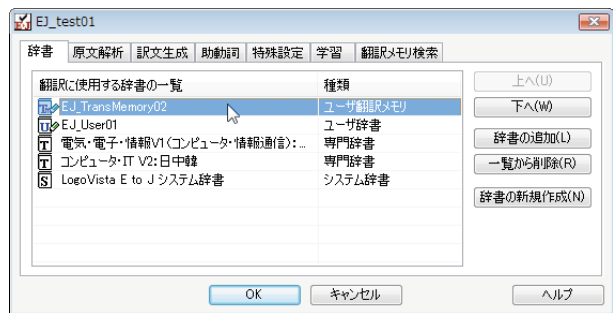 EJ_test01
辞書 原文解析 訳文生成 助動詞 特殊設定 学習 翻訳メモリ検索
翻訳に使用する辞書の一覧 種類
EJ_TransMemory02 ユーザ翻訳メモリ
EJ_User01 ユーザ辞書
電気・電子・情報V1(コンピュータ・情報通信):... 専門辞書
コンピュータ・IT V2:日中韓 専門辞書
LogoVista E to J システム辞書 システム辞書
上へ(U)
下へ(W)
辞書の追加(L)
一覧から削除(R)
辞書の新規作成(N)
OK キャンセル ヘルプ